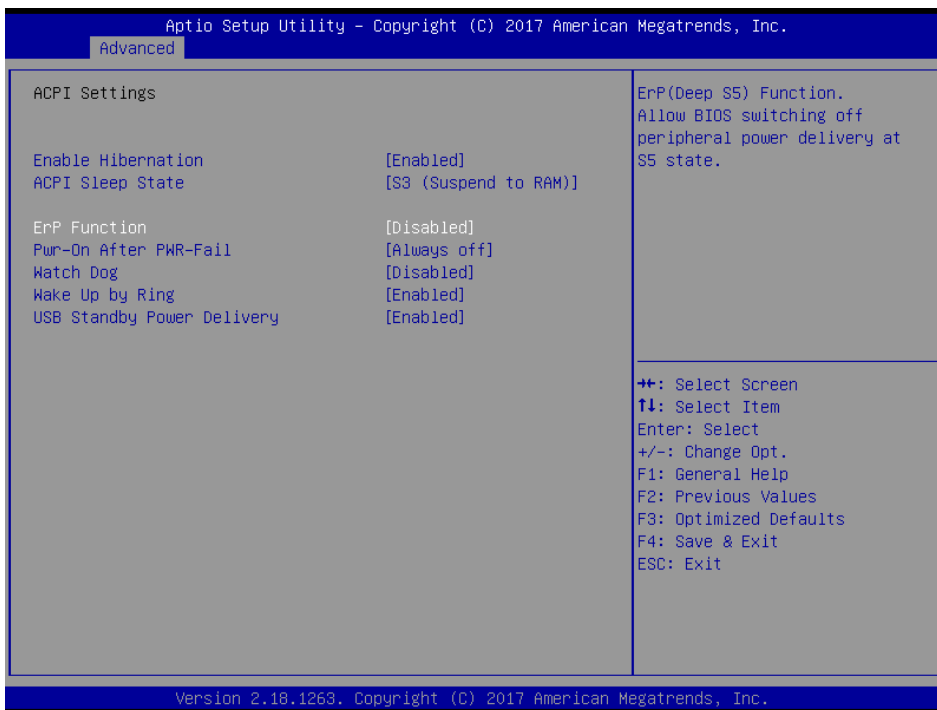 Aptio Setup Utility – Copyright (C) 2017 American Megatrends, Inc.
Advanced
ACPI Settings
Enable Hibernation [Enabled]
ACPI Sleep State [S3 (Suspend to RAM)]
ErP Function [Disabled]
Pwr-On After PWR-Fail [Always off]
Watch Dog [Disabled]
Wake Up by Ring [Enabled]
USB Standby Power Delivery [Enabled]
ErP(Deep S5) Function.
Allow BIOS switching off
peripheral power delivery at
S5 state.
→←: Select Screen
↑↓: Select Item
Enter: Select
+/-: Change Opt.
F1: General Help
F2: Previous Values
F3: Optimized Defaults
F4: Save & Exit
ESC: Exit
Version 2.18.1263. Copyright (C) 2017 American Megatrends, Inc.